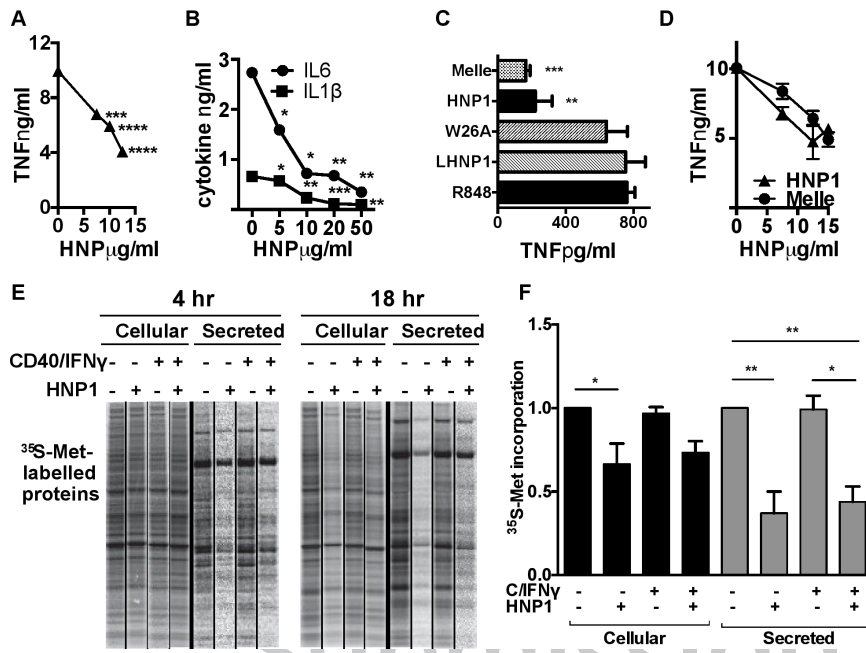 A
12
8
4
0
TNFng/ml
***
****
****
0 5 10 15
HNPμg/ml
B
3
2
1
0
cytokine ng/ml
IL6
IL1β
* * ** **
* ** *** **
0 5 10 20 50
HNPμg/ml
C
Melle ***
HNP1 **
W26A
LHNP1
R848
0 400 800
TNFpg/ml
D
10
5
TNFng/ml
HNP1
Melle
0 5 10 15
HNPμg/ml
E
4 hr 18 hr
Cellular Secreted Cellular Secreted
CD40/IFNγ - - + + - - + + - - + + - - + +
HNP1 - + - + - + - + - + - + - + - +
35S-Met-
labelled
proteins
F
1.5
1.0
0.5
0.0
35S-Met incorporation
**
* ** *
C/IFNγ - - + + - - + +
HNP1 - + - + - + - +
Cellular Secreted